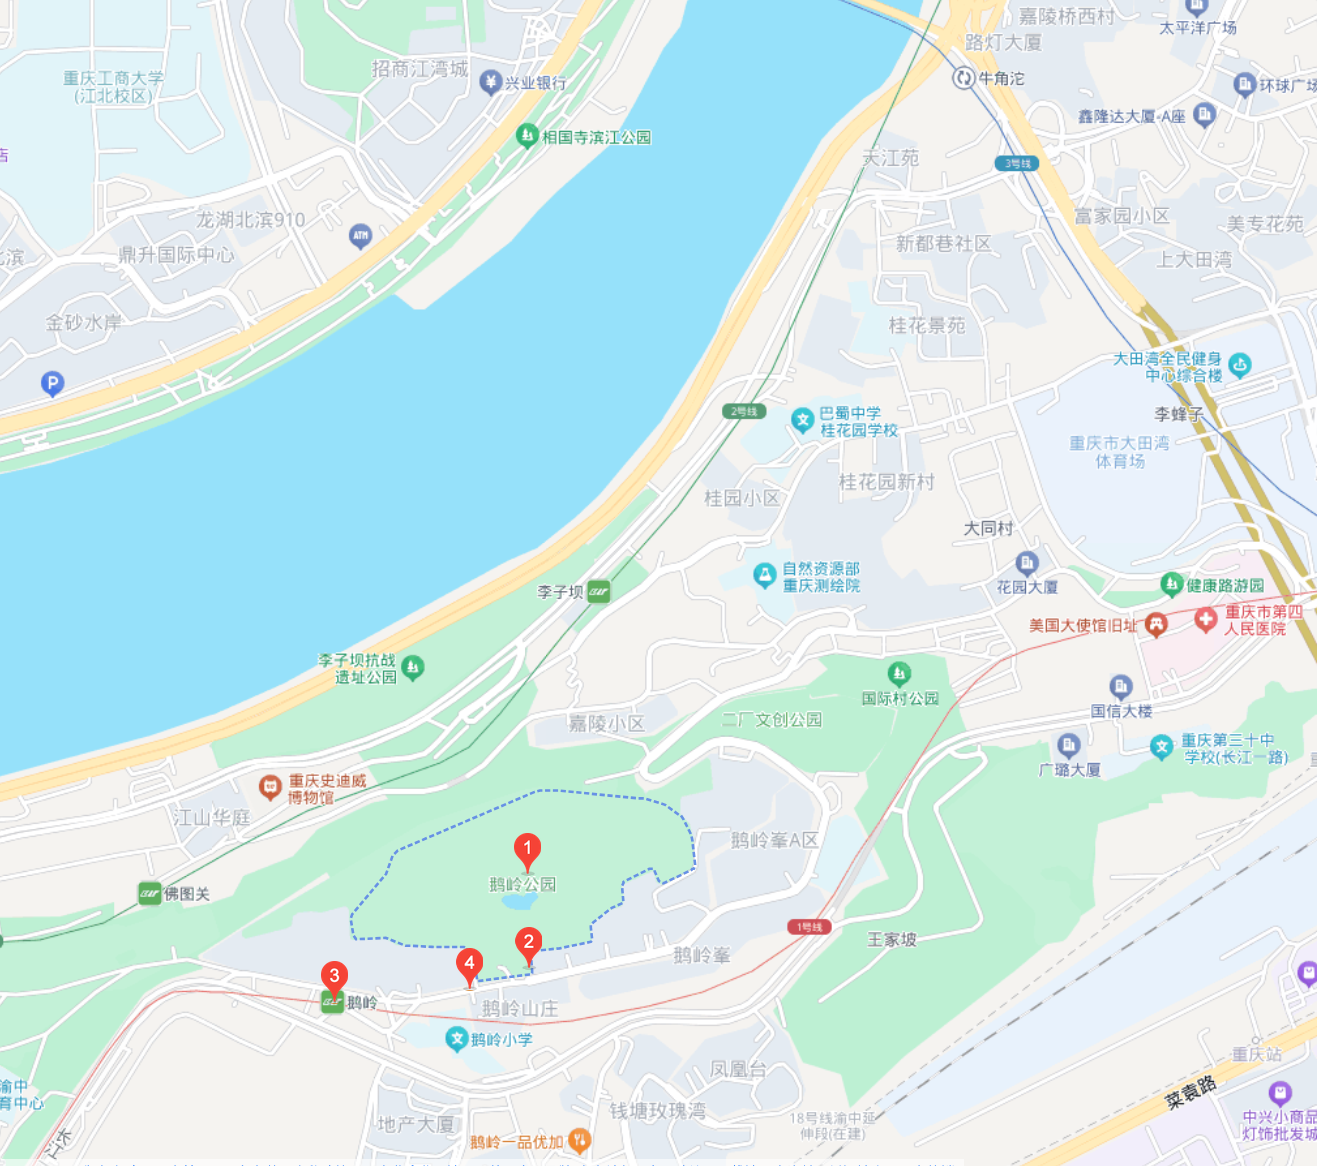 嘉陵桥西村
太平洋广场
路灯大厦
招商江湾城
兴业银行
牛角沱
重庆工商大学
(江北校区)
环球广场
鑫隆达大厦-A座
相国寺滨江公园
店
天江苑
3号线
龙湖北滨910
富家园小区
美专花苑
ATM
新都巷社区
鼎升国际中心
北滨
上大田湾
金砂水岸
桂花景苑
P
大田湾全民健身
中心综合楼
2号线
巴蜀中学
桂花园学校
李蜂子
重庆市大田湾
体育场
桂花园新村
桂园小区
大同村
自然资源部
重庆测绘院
花园大厦
健康路游园
李子坝
美国大使馆旧址
重庆市第四
人民医院
李子坝抗战
遗址公园
国际村公园
国信大楼
嘉陵小区
二厂文创公园
重庆第三十中
学校(长江一路)
广璐大厦
重
重庆史迪威
博物馆
江山华庭
1
鹅岭峯A区
鹅岭公园
佛图关
1号线
2
王家坡
鹅岭峯
4
3
鹅岭
鹅岭山庄
鹅岭小学
重庆站
凤凰台
渝中
育中心
菜袁路
钱塘玫瑰湾
地产大厦
18号线渝中延
伸段(在建)
中兴小商品
灯饰批发城
鹅岭一品优加